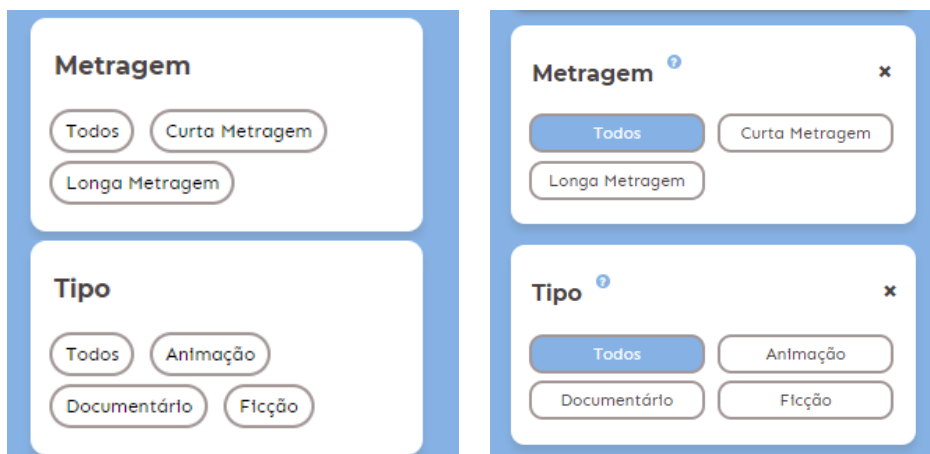 Metragem
Todos Curta Metragem
Longa Metragem
Tipo
Todos Animação
Documentário Ficção
Metragem ? ×
Todos Curta Metragem
Longa Metragem
Tipo ? ×
Todos Animação
Documentário Ficção